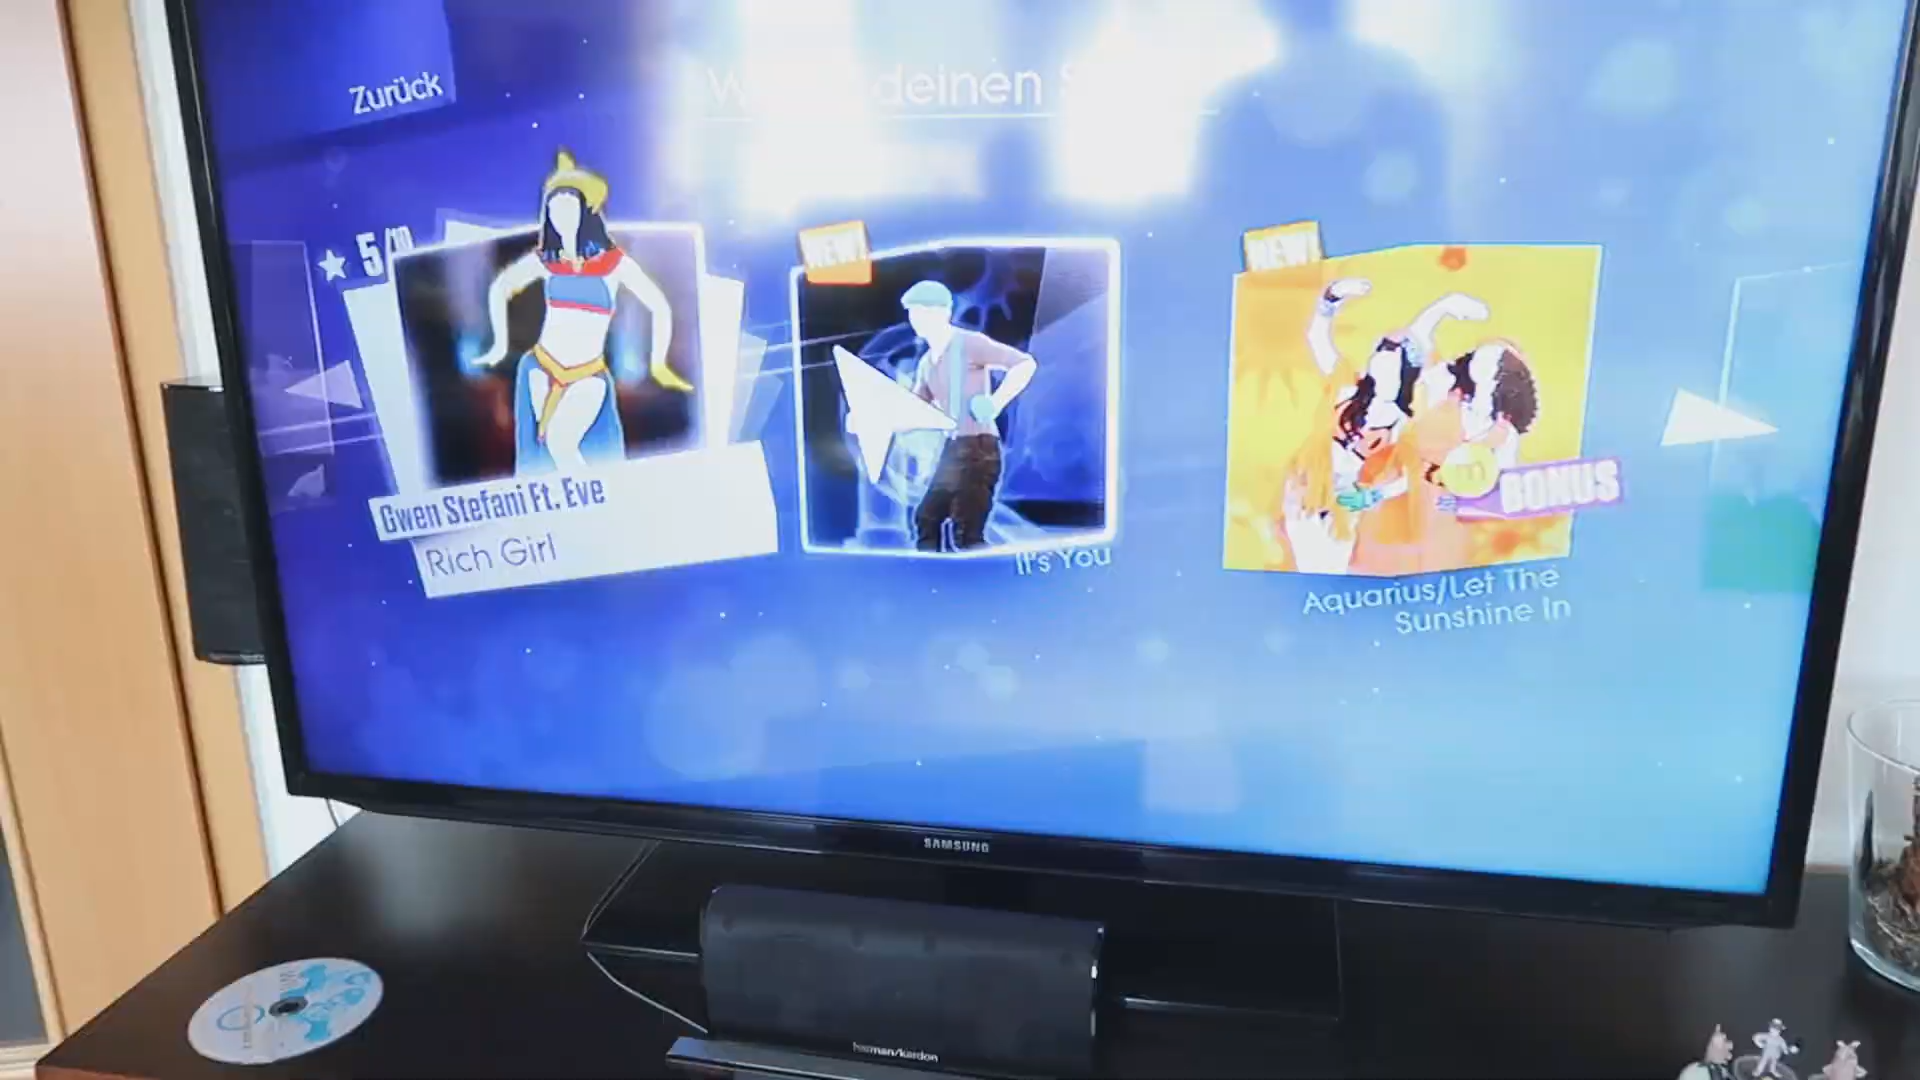 Zurück
deinen
5/10
NEW!
NEW!
Gwen Stefani Ft. Eve
Rich Girl
It's You
BONUS
Aquarius/Let The
Sunshine In
SAMSUNG
harman/kardon